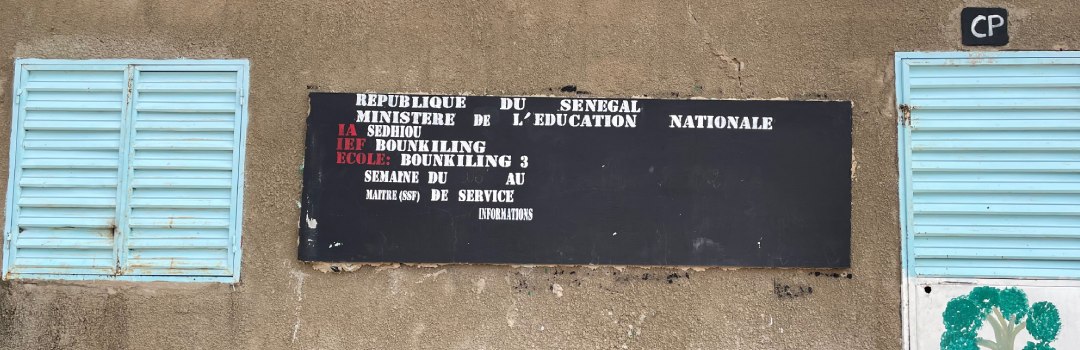 CP
REPUBLIQUE DU SENEGAL
MINISTERE DE L'EDUCATION NATIONALE
IA SEDHIOU
IEF BOUNKILING
ECOLE: BOUNKILING 3
SEMAINE DU AU
MAITRE (SSF) DE SERVICE
INFORMATIONS